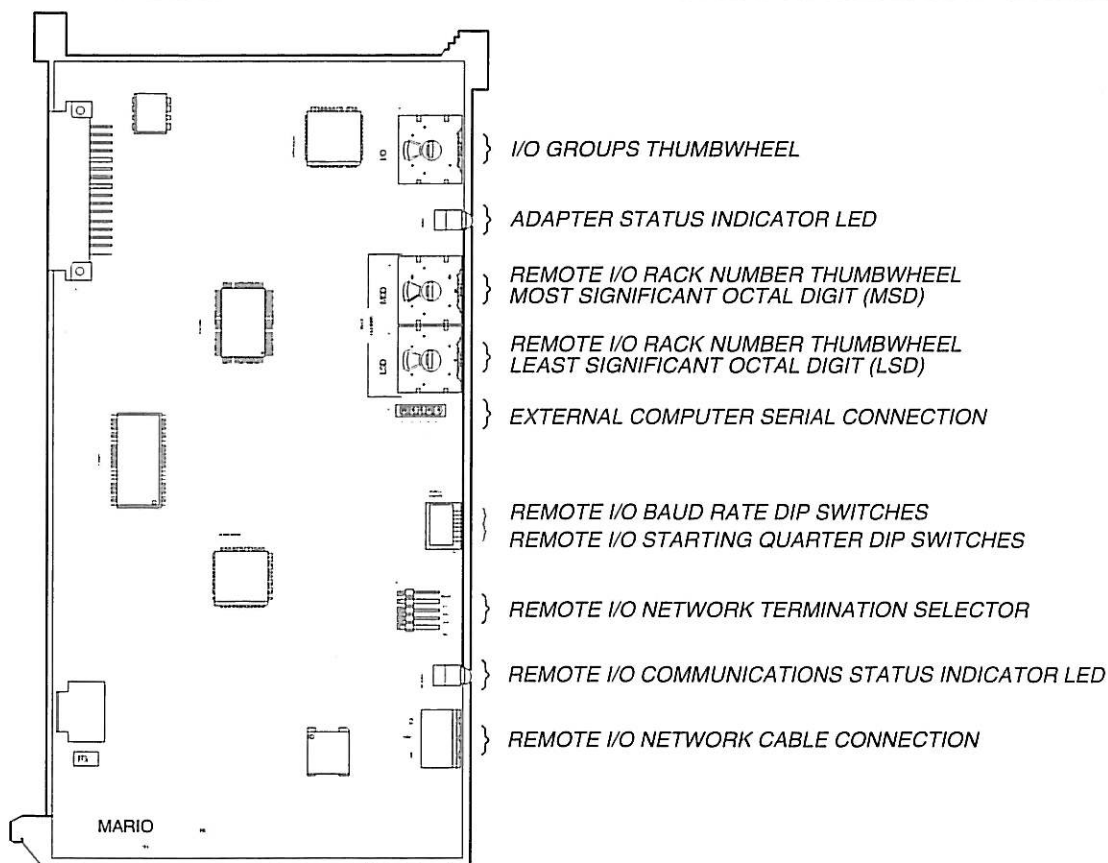 I/O GROUPS THUMBWHEEL
I/O
ADAPTER STATUS INDICATOR LED
REMOTE I/O RACK NUMBER THUMBWHEEL
MOST SIGNIFICANT OCTAL DIGIT (MSD)
MSD
REMOTE I/O RACK NUMBER THUMBWHEEL
LEAST SIGNIFICANT OCTAL DIGIT (LSD)
LSD
EXTERNAL COMPUTER SERIAL CONNECTION
REMOTE I/O BAUD RATE DIP SWITCHES
REMOTE I/O STARTING QUARTER DIP SWITCHES
REMOTE I/O NETWORK TERMINATION SELECTOR
REMOTE I/O COMMUNICATIONS STATUS INDICATOR LED
REMOTE I/O NETWORK CABLE CONNECTION
MARIO